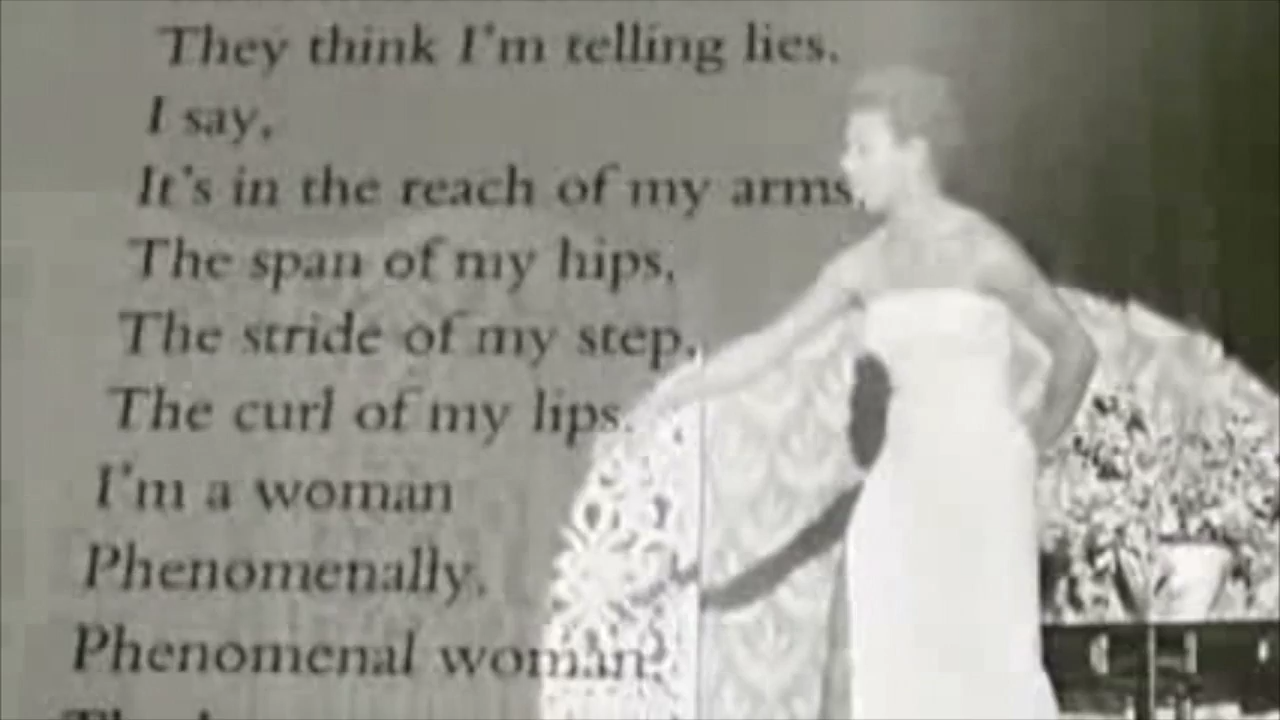 They think I'm telling lies.
I say,
It's in the reach of my arms,
The span of my hips,
The stride of my step,
The curl of my lips.
I'm a woman
Phenomenally.
Phenomenal woman,